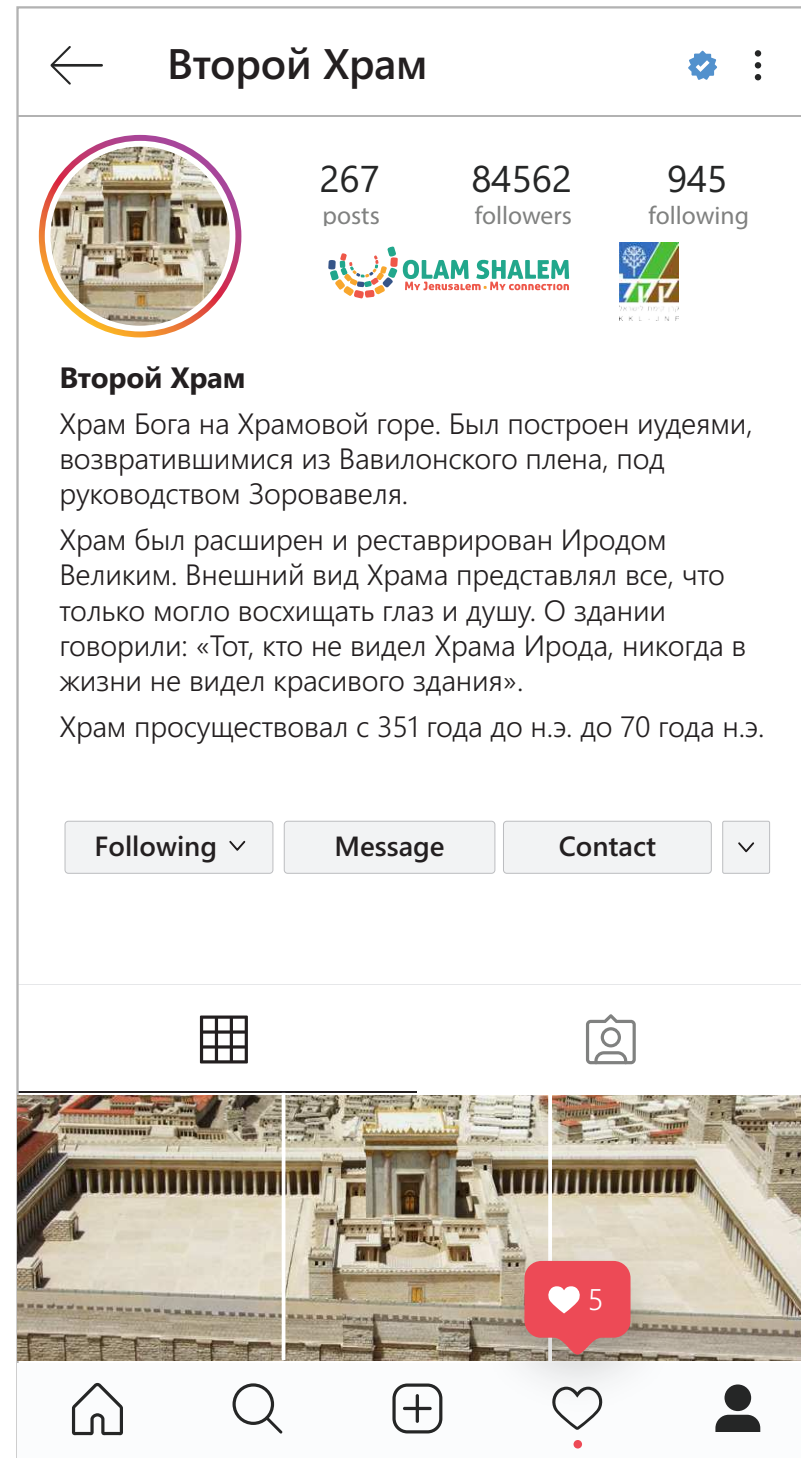 Второй Храм
267 84562 945
posts followers following
OLAM SHALEM
My Jerusalem • My connection
KKL-JNF
Второй Храм
Храм Бога на Храмовой горе. Был построен иудеями,
возвратившимися из Вавилонского плена, под
руководством Зоровавеля.
Храм был расширен и реставрирован Иродом
Великим. Внешний вид Храма представлял все, что
только могло восхищать глаз и душу. О здании
говорили: «Тот, кто не видел Храма Ирода, никогда в
жизни не видел красивого здания».
Храм просуществовал с 351 года до н.э. до 70 года н.э.
Following Message Contact
5